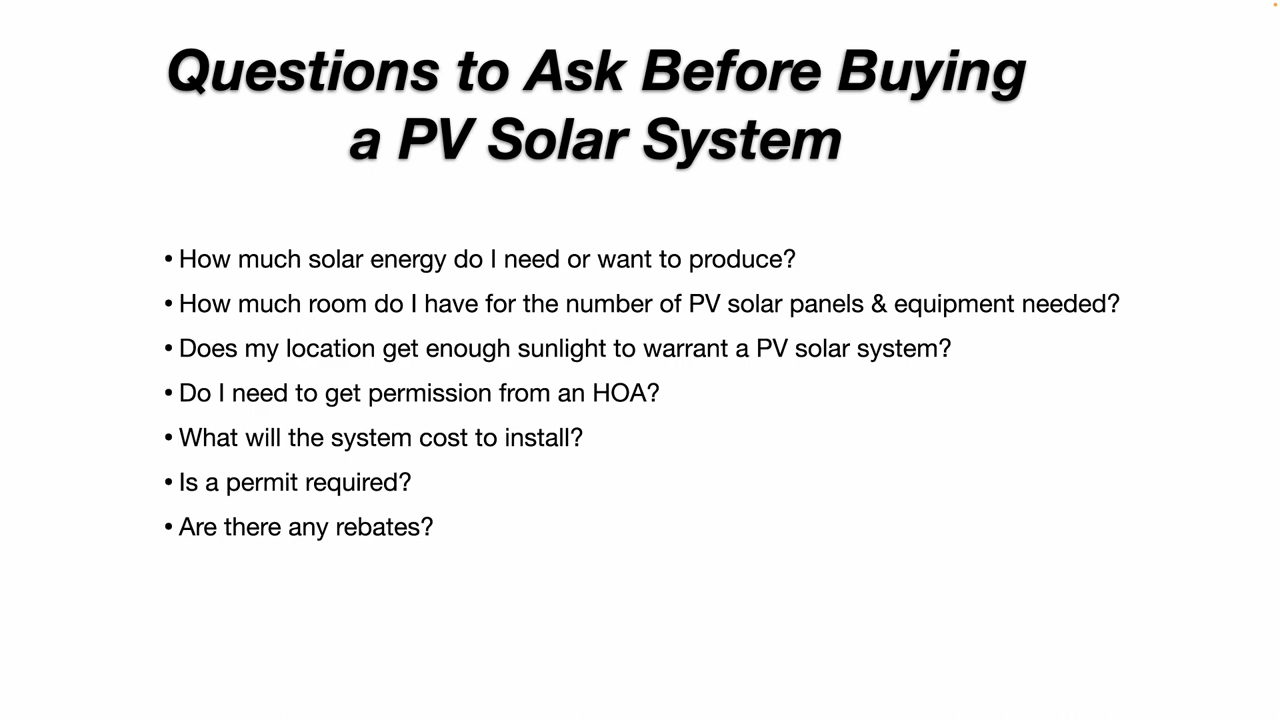 Questions to Ask Before Buying
a PV Solar System
• How much solar energy do I need or want to produce?
• How much room do I have for the number of PV solar panels & equipment needed?
• Does my location get enough sunlight to warrant a PV solar system?
• Do I need to get permission from an HOA?
• What will the system cost to install?
• Is a permit required?
• Are there any rebates?